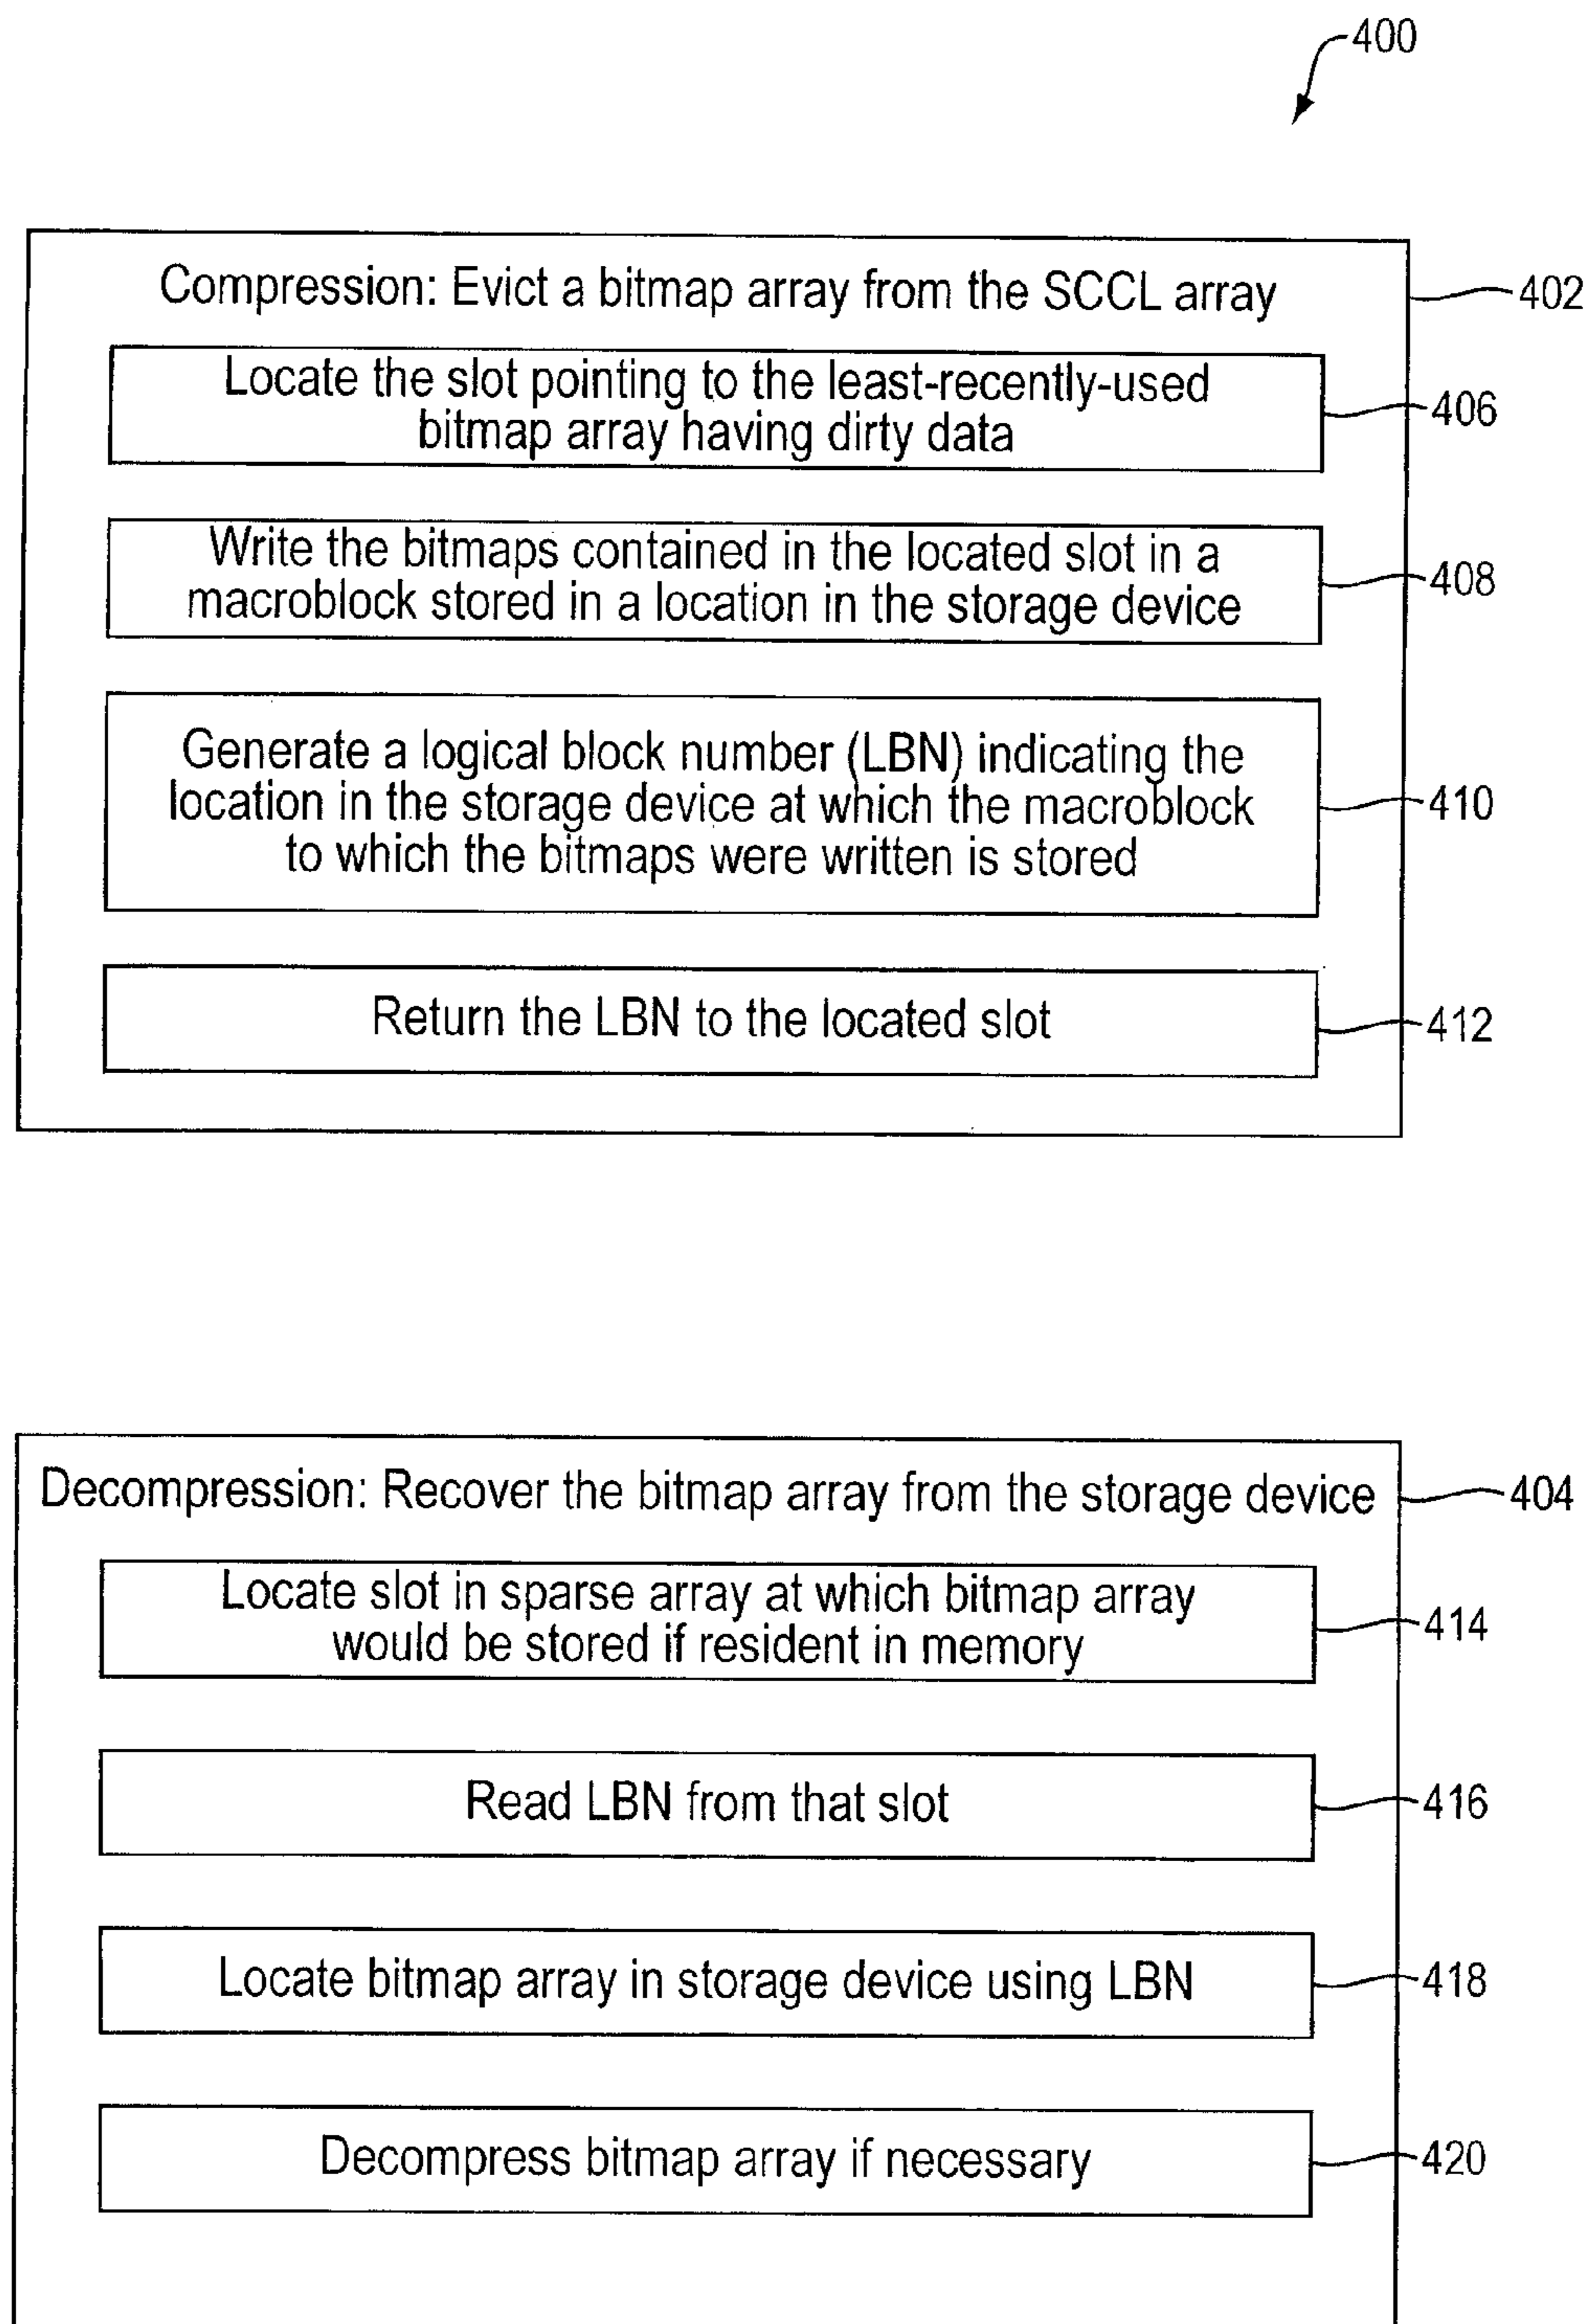 400
Compression: Evict a bitmap array from the SCCL array
402
Locate the slot pointing to the least-recently-used
bitmap array having dirty data
406
Write the bitmaps contained in the located slot in a
macroblock stored in a location in the storage device
408
Generate a logical block number (LBN) indicating the
location in the storage device at which the macroblock
to which the bitmaps were written is stored
410
Return the LBN to the located slot
412
Decompression: Recover the bitmap array from the storage device
404
Locate slot in sparse array at which bitmap array
would be stored if resident in memory
414
Read LBN from that slot
416
Locate bitmap array in storage device using LBN
418
Decompress bitmap array if necessary
420